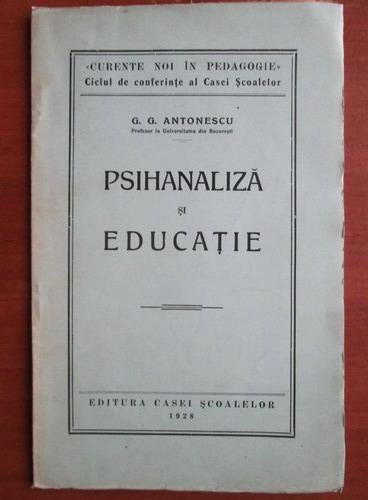 «CURENTE NOI ÎN PEDAGOGIE»
Ciclul de conferințe al Casei Școalelor
G. G. ANTONESCU
Profesor la Universitatea din București
PSIHANALIZĂ
ȘI
EDUCAȚIE
EDITURA CASEI ȘCOALELOR
1928